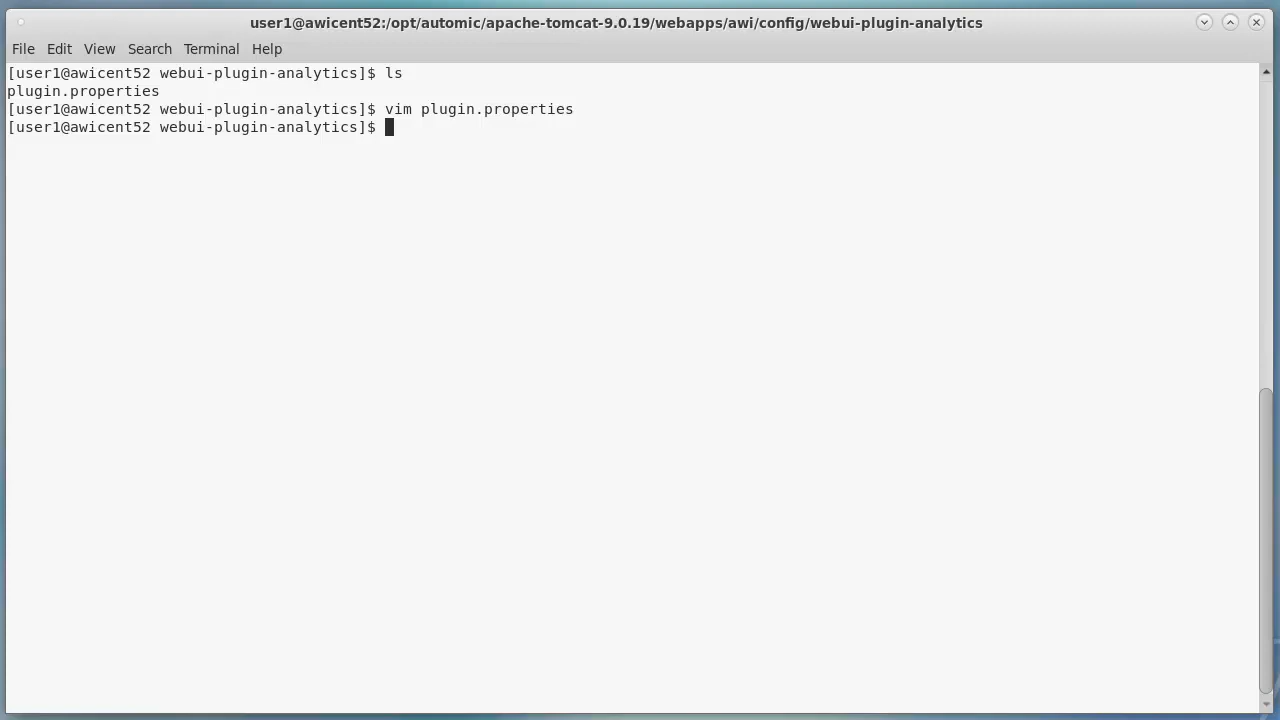 user1@awicent52:/opt/automic/apache-tomcat-9.0.19/webapps/awi/config/webui-plugin-analytics
File Edit View Search Terminal Help
[user1@awicent52 webui-plugin-analytics]$ ls
plugin.properties
[user1@awicent52 webui-plugin-analytics]$ vim plugin.properties
[user1@awicent52 webui-plugin-analytics]$